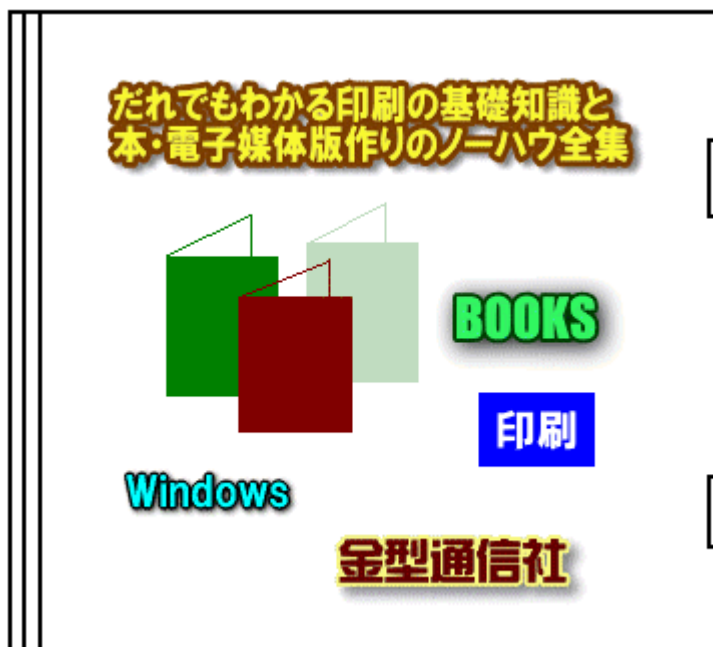 だれでもわかる印刷の基礎知識と
本・電子媒体版作りのノーハウ全集
BOOKS
印刷
Windows
金型通信社